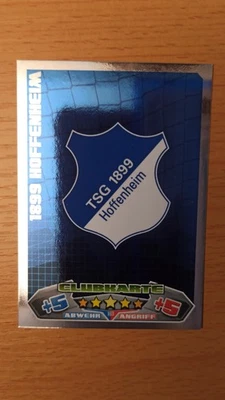 1899 HOFFENHEIM
TSG 1899
Hoffenheim
CLUBKARTE
+5 +5
ABWEHR ANGRIFF